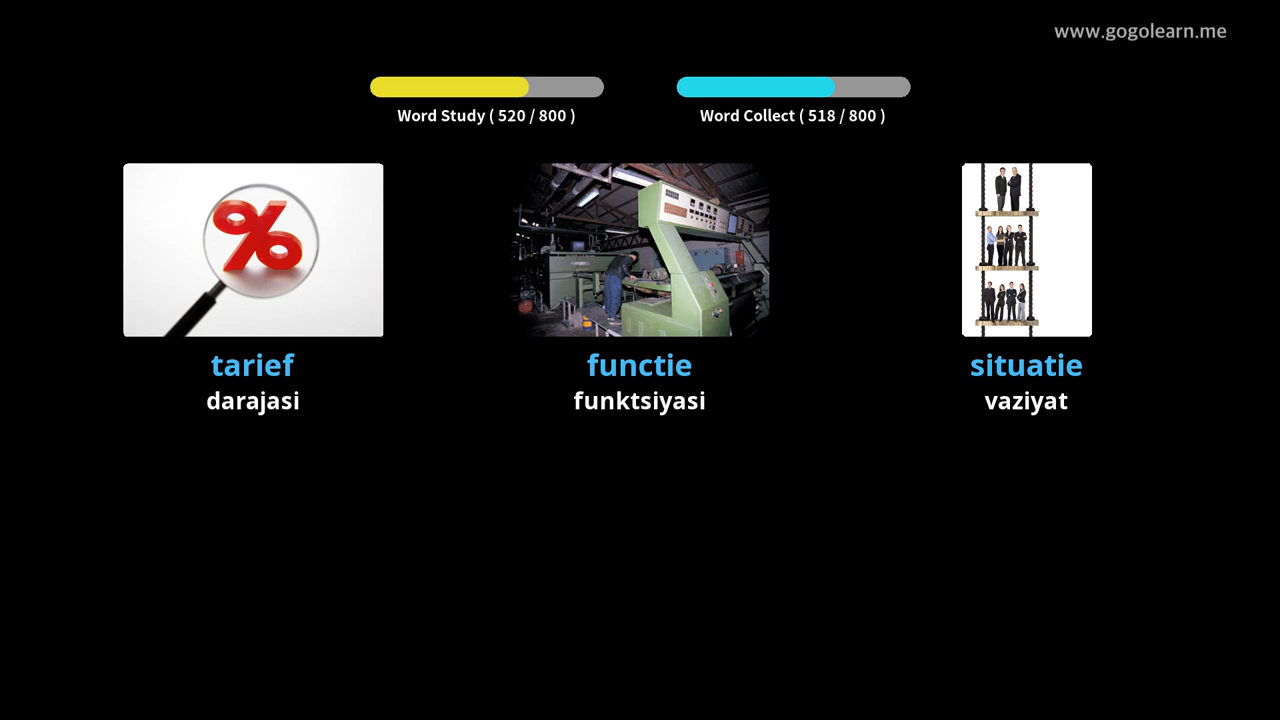 www.gogolearn.me
Word Study ( 520 / 800 )
Word Collect ( 518 / 800 )
%
tarief
functie
situatie
darajasi
funktsiyasi
vaziyat